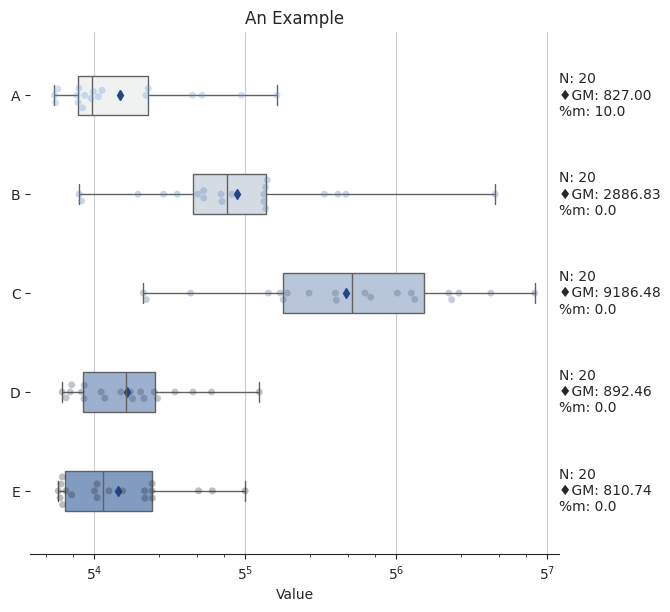 An Example
A
N: 20
♦GM: 827.00
%m: 10.0
B
N: 20
♦GM: 2886.83
%m: 0.0
C
N: 20
♦GM: 9186.48
%m: 0.0
D
N: 20
♦GM: 892.46
%m: 0.0
E
N: 20
♦GM: 810.74
%m: 0.0
5⁴ 5⁵ 5⁶ 5⁷
Value